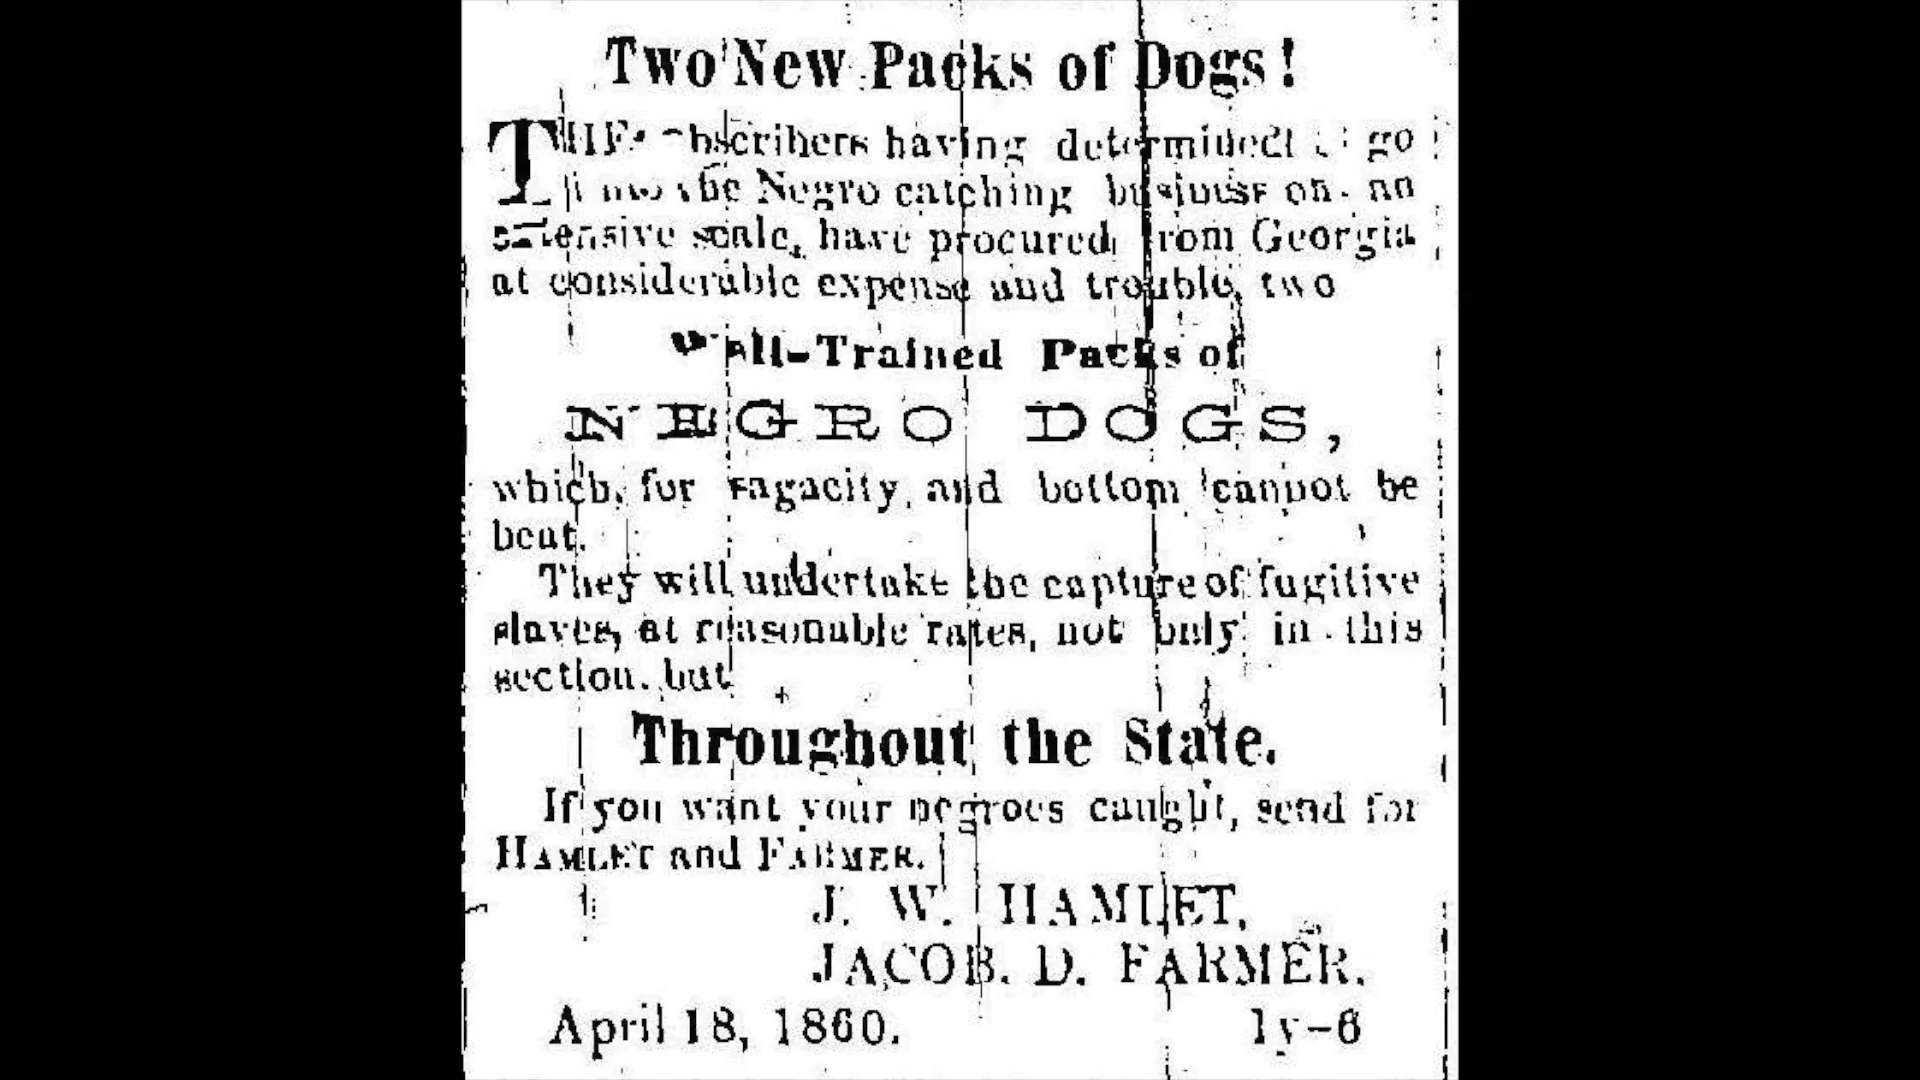 Two New Packs of Dogs!
THE subscribers having determined to go
into the Negro catching business on an
extensive scale, have procured from Georgia
at considerable expense and trouble, two
Well-Trained Packs of
NEGRO DOGS,
which, for sagacity, and bottom cannot be
beat.
They will undertake the capture of fugitive
slaves, at reasonable rates, not only in this
section, but
Throughout the State.
If you want your negroes caught, send for
HAMLET and FARMER.
J. W. HAMLET,
JACOB. D. FARMER.
April 18, 1860. 1y-6